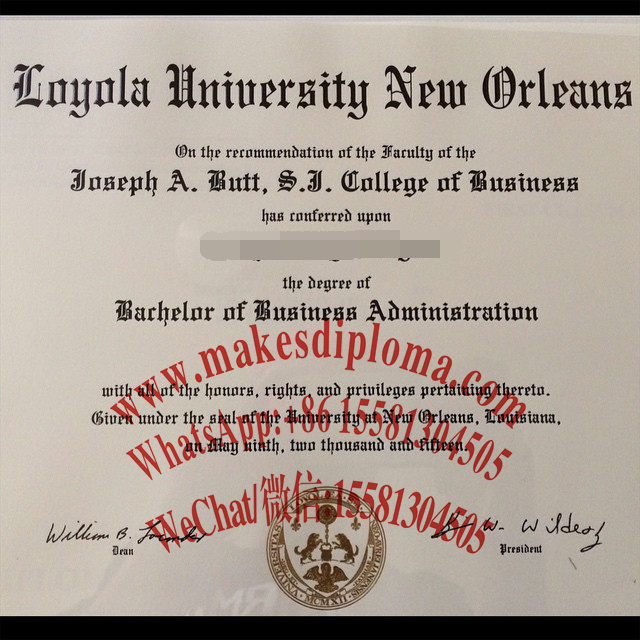 Loyola University New Orleans
On the recommendation of the Faculty of the
Joseph A. Butt, S.J. College of Business
has conferred upon
the degree of
Bachelor of Business Administration
www.makesdiploma.com
with all of the honors, rights, and privileges pertaining thereto.
Given under the seal of the University at New Orleans, Louisiana,
WhatsApp:+86 15581304505
on May ninth, two thousand and fifteen.
WeChat/微信:15581304505
Dean
President
MCMXII